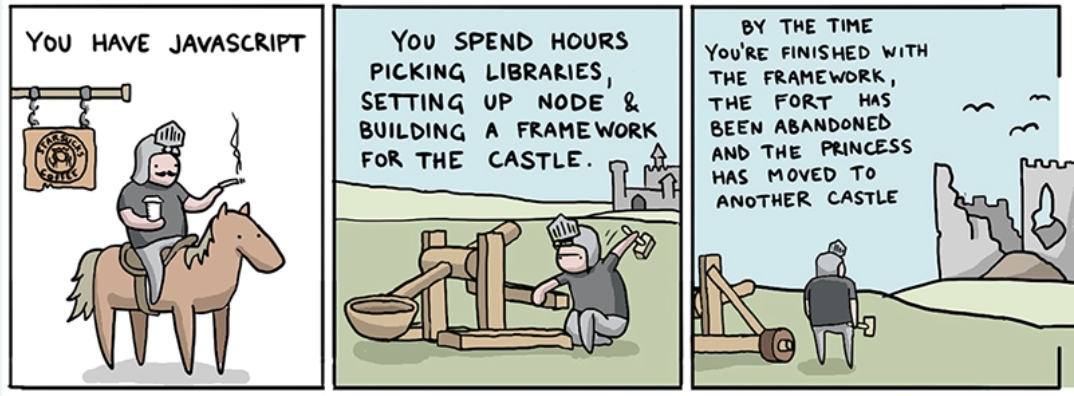 YOU HAVE JAVASCRIPT
COFFEE
YOU SPEND HOURS
PICKING LIBRARIES,
SETTING UP NODE &
BUILDING A FRAMEWORK
FOR THE CASTLE.
BY THE TIME
YOU'RE FINISHED WITH
THE FRAMEWORK,
THE FORT HAS
BEEN ABANDONED
AND THE PRINCESS
HAS MOVED TO
ANOTHER CASTLE